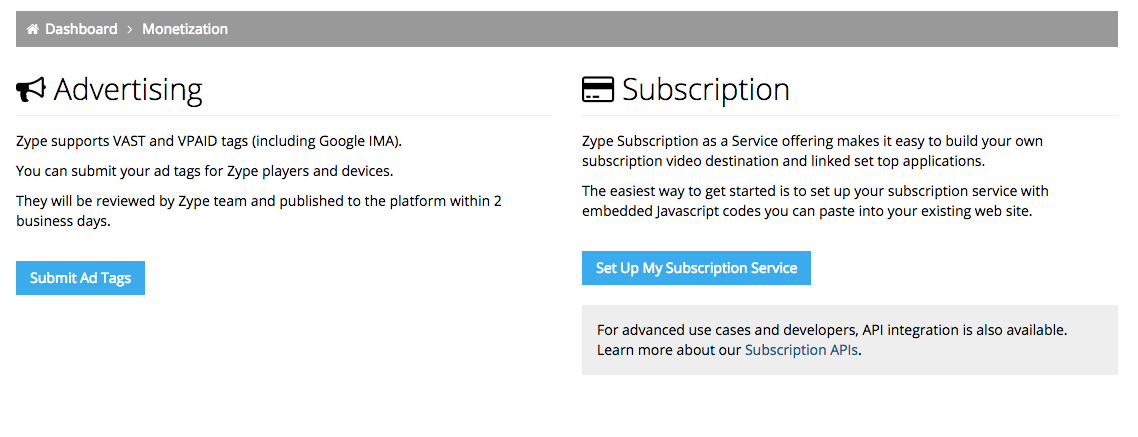 Dashboard > Monetization
Advertising
Zype supports VAST and VPAID tags (including Google IMA).
You can submit your ad tags for Zype players and devices.
They will be reviewed by Zype team and published to the platform within 2
business days.
Submit Ad Tags
Subscription
Zype Subscription as a Service offering makes it easy to build your own
subscription video destination and linked set top applications.
The easiest way to get started is to set up your subscription service with
embedded Javascript codes you can paste into your existing web site.
Set Up My Subscription Service
For advanced use cases and developers, API integration is also available.
Learn more about our Subscription APIs.